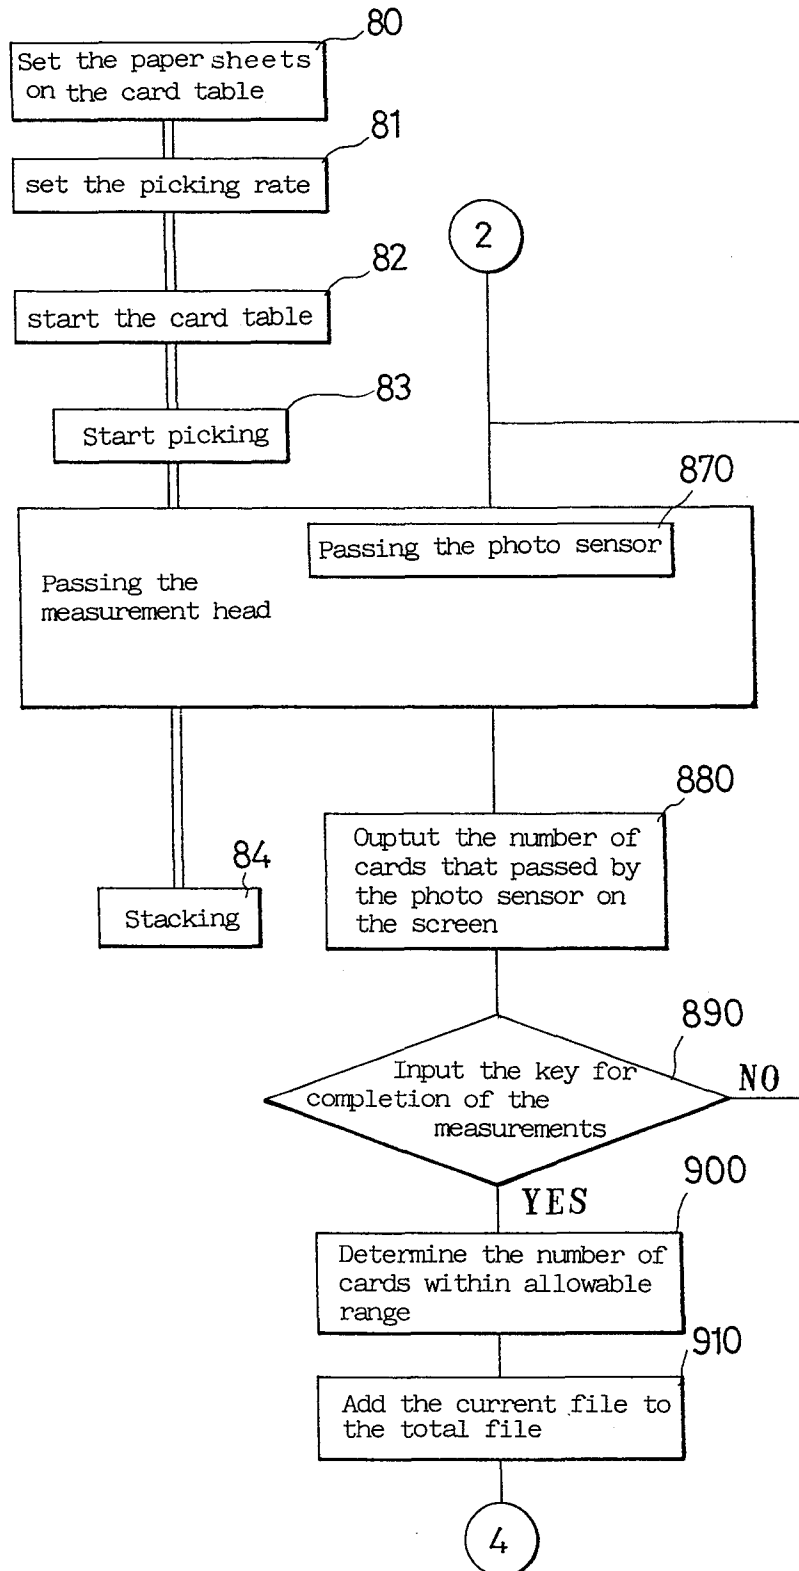 80
Set the paper sheets
on the card table
81
set the picking rate
2
82
start the card table
83
Start picking
870
Passing the photo sensor
Passing the
measurement head
880
Ouptut the number of
cards that passed by
the photo sensor on
the screen
84
Stacking
890
Input the key for
completion of the
measurements
NO
YES
900
Determine the number of
cards within allowable
range
910
Add the current file to
the total file
4